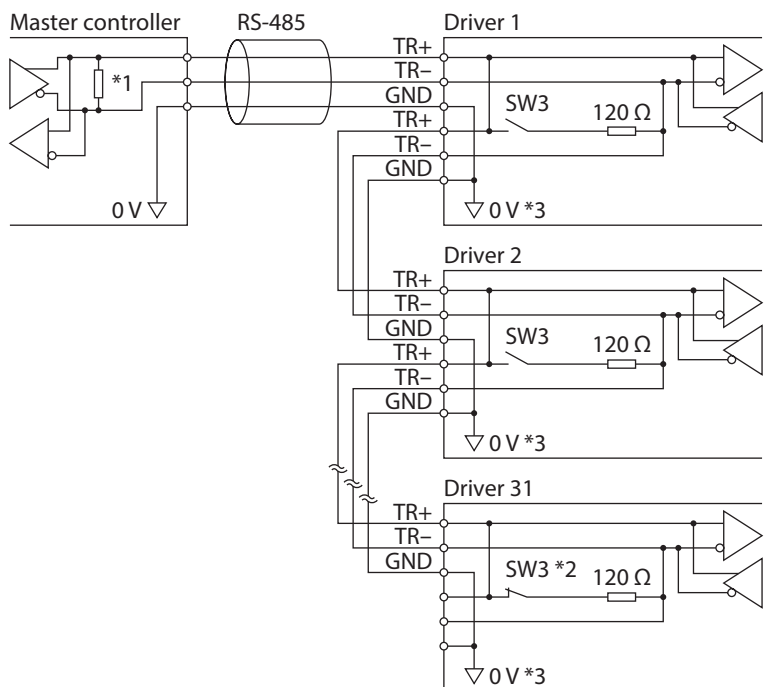 Master controller
RS-485
*1
0 V
Driver 1
TR+
TR−
GND
TR+
TR−
GND
SW3
120 Ω
0 V *3
Driver 2
TR+
TR−
GND
TR+
TR−
GND
SW3
120 Ω
0 V *3
Driver 31
TR+
TR−
GND
SW3 *2
120 Ω
0 V *3